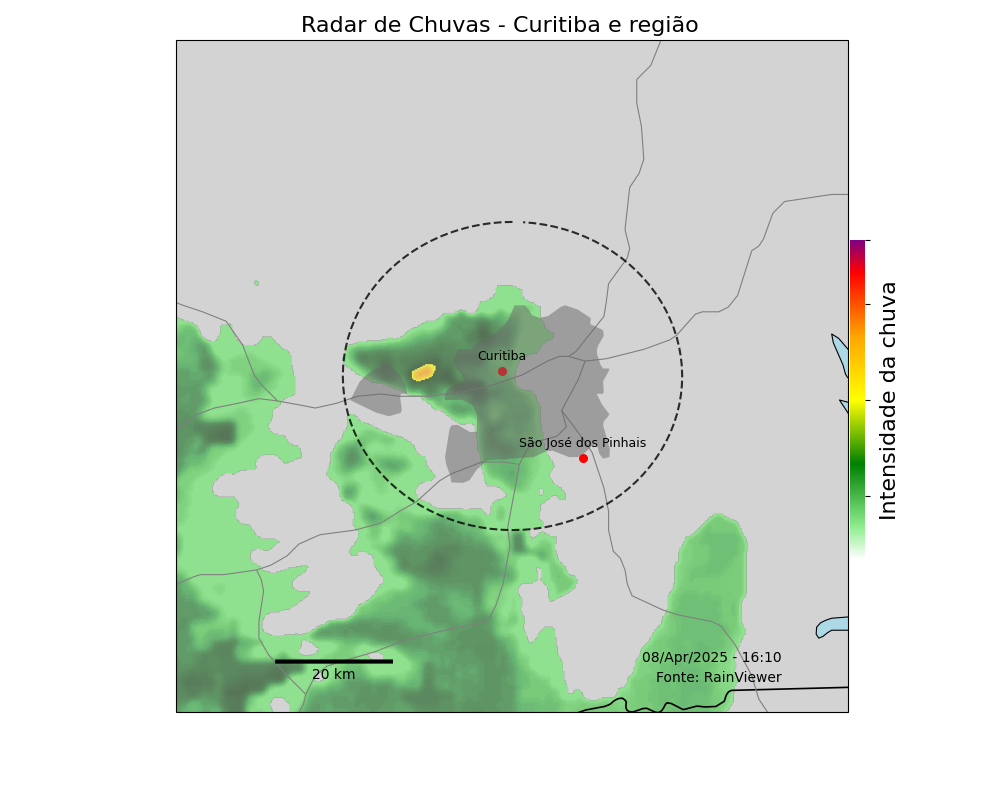 Radar de Chuvas - Curitiba e região
Curitiba
São José dos Pinhais
Intensidade da chuva
08/Apr/2025 - 16:10
Fonte: RainViewer
20 km